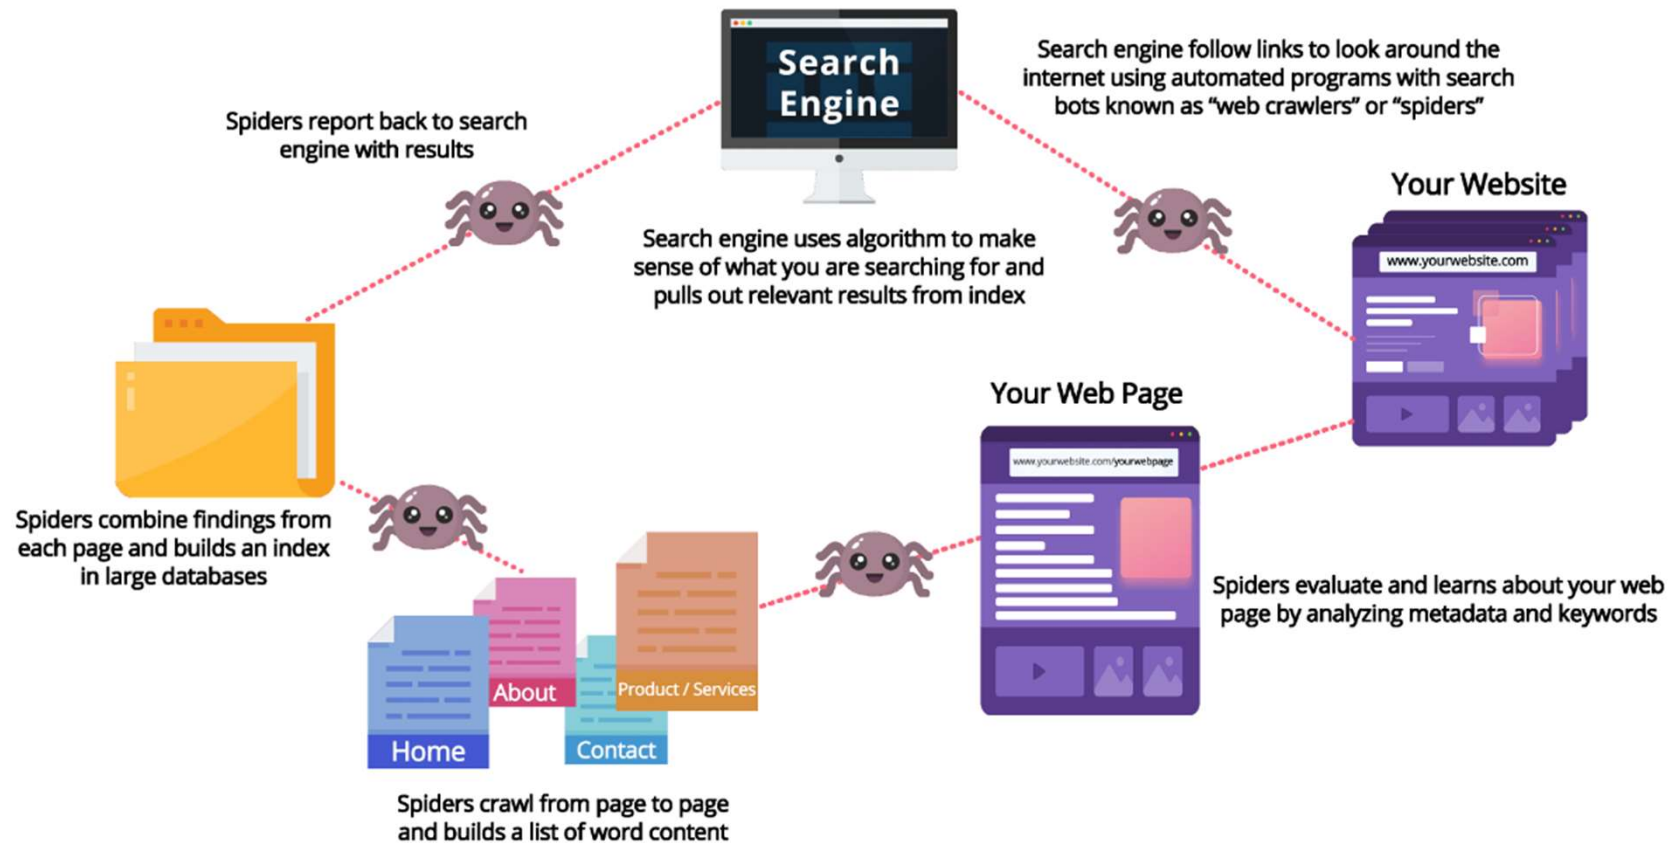 Search
Engine
Search engine follow links to look around the
internet using automated programs with search
bots known as “web crawlers” or “spiders”
Spiders report back to search
engine with results
Your Website
www.yourwebsite.com
Search engine uses algorithm to make
sense of what you are searching for and
pulls out relevant results from index
Your Web Page
www.yourwebsite.com/yourwebpage
Spiders combine findings from
each page and builds an index
in large databases
Spiders evaluate and learns about your web
page by analyzing metadata and keywords
About
Product / Services
Home
Contact
Spiders crawl from page to page
and builds a list of word content